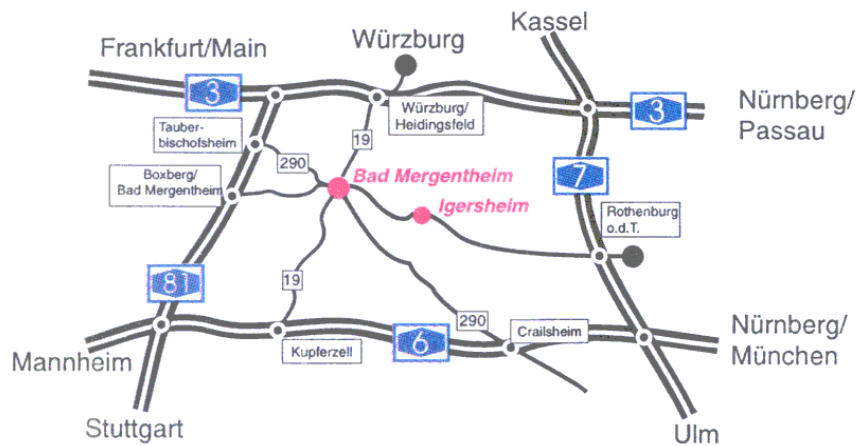 Kassel
Würzburg
Frankfurt/Main
3
Würzburg/
Heidingsfeld
3
Nürnberg/
Passau
Tauber-
bischofsheim
19
290
Bad Mergentheim
7
Boxberg/
Bad Mergentheim
Igersheim
Rothenburg
o.d.T.
81
19
290
Crailsheim
Nürnberg/
München
Mannheim
Kupferzell
6
Stuttgart
Ulm